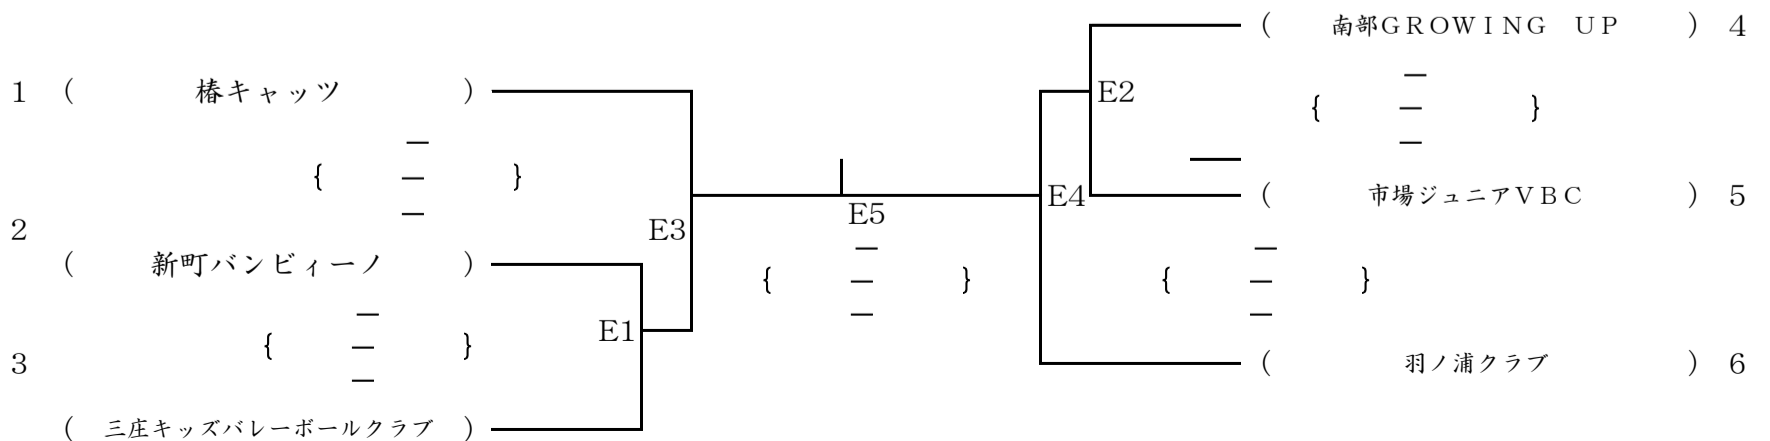 (　南部ＧＲＯＷＩＮＧ　ＵＰ　) 4
1 (　椿キャッツ　)
E2
{ － － － }
{ － － － }
(　市場ジュニアＶＢＣ　) 5
E4
E5
2
E3
(　新町バンビィーノ　)
{ － － － }
{ － － － }
{ － － － }
E1
3
(　羽ノ浦クラブ　) 6
(　三庄キッズバレーボールクラブ　)